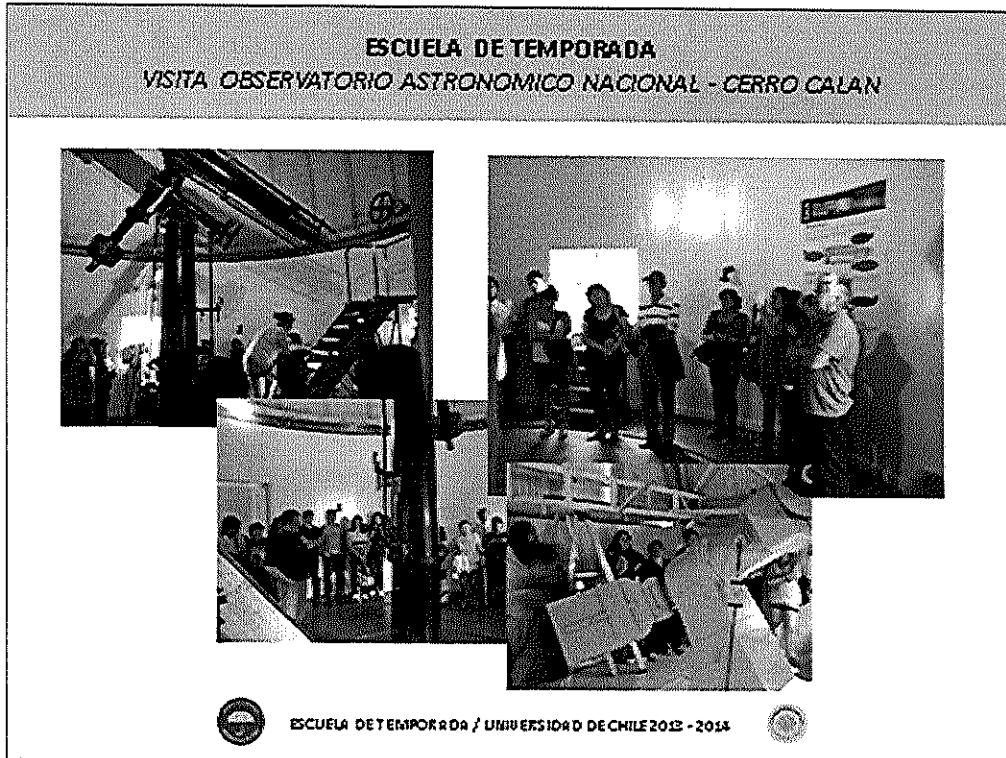 ESCUELA DE TEMPORADA
VISITA OBSERVATORIO ASTRONOMICO NACIONAL - CERRO CALAN
ESCUELA DE TEMPORADA / UNIVERSIDAD DE CHILE 2013 - 2014